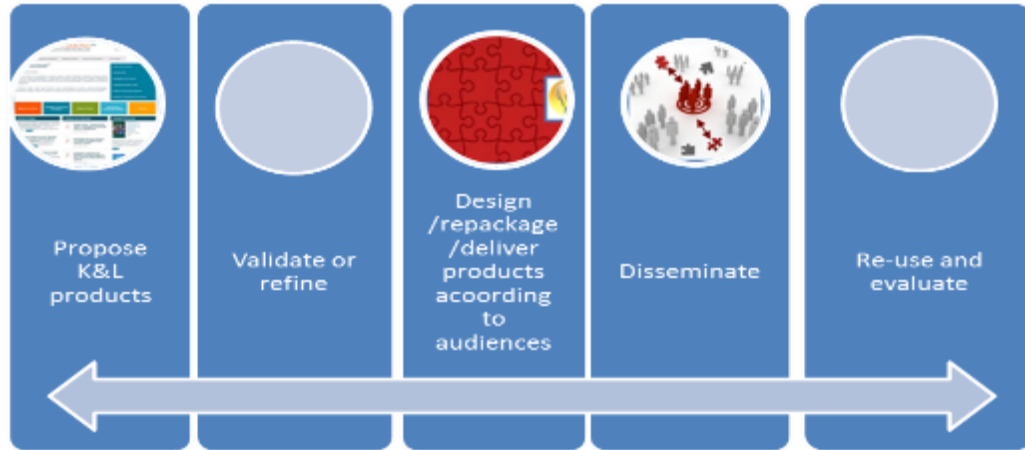 Propose
K&L
products
Validate or
refine
Design
/repackage
/deliver
products
acoording
to
audiences
Disseminate
Re-use and
evaluate